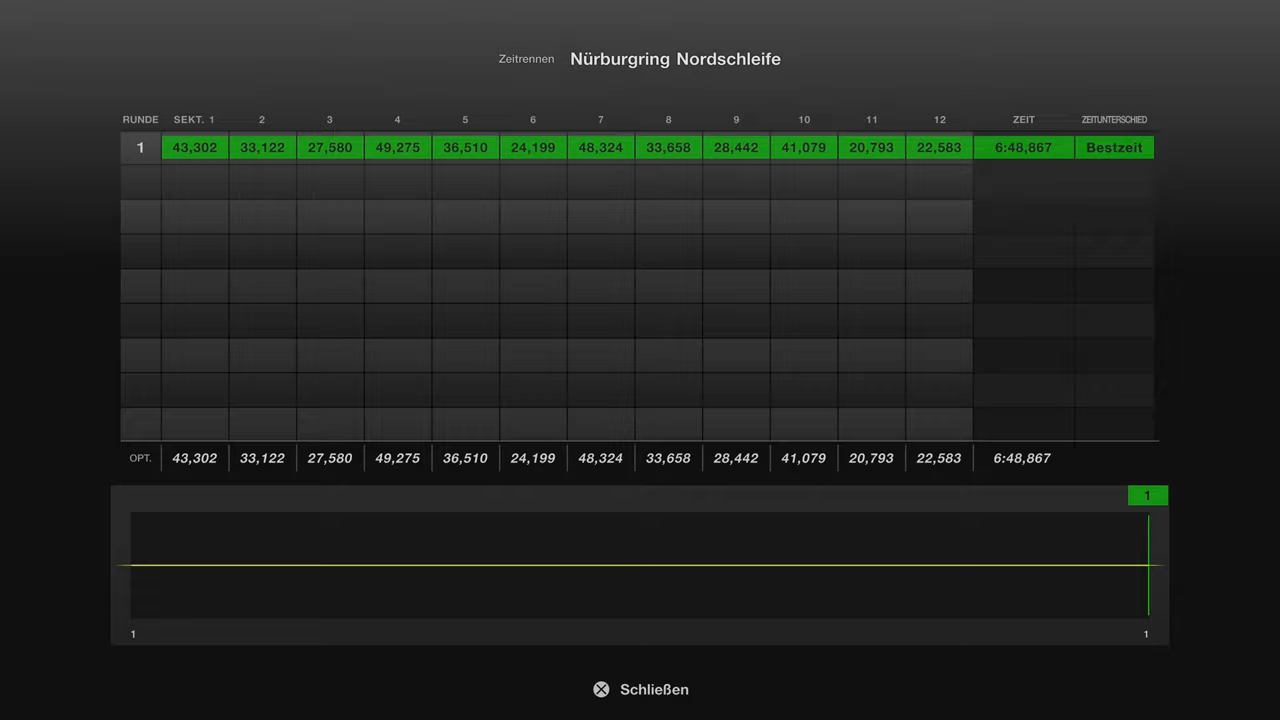 Zeitrennen Nürburgring Nordschleife
RUNDE SEKT. 1 2 3 4 5 6 7 8 9 10 11 12 ZEIT ZEITUNTERSCHIED
1 43,302 33,122 27,580 49,275 36,510 24,199 48,324 33,658 28,442 41,079 20,793 22,583 6:48,867 Bestzeit
OPT. 43,302 33,122 27,580 49,275 36,510 24,199 48,324 33,658 28,442 41,079 20,793 22,583 6:48,867
1
1 1
Schließen